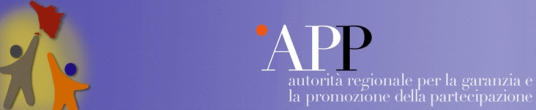 APP
autorità regionale per la garanzia e
la promozione della partecipazione